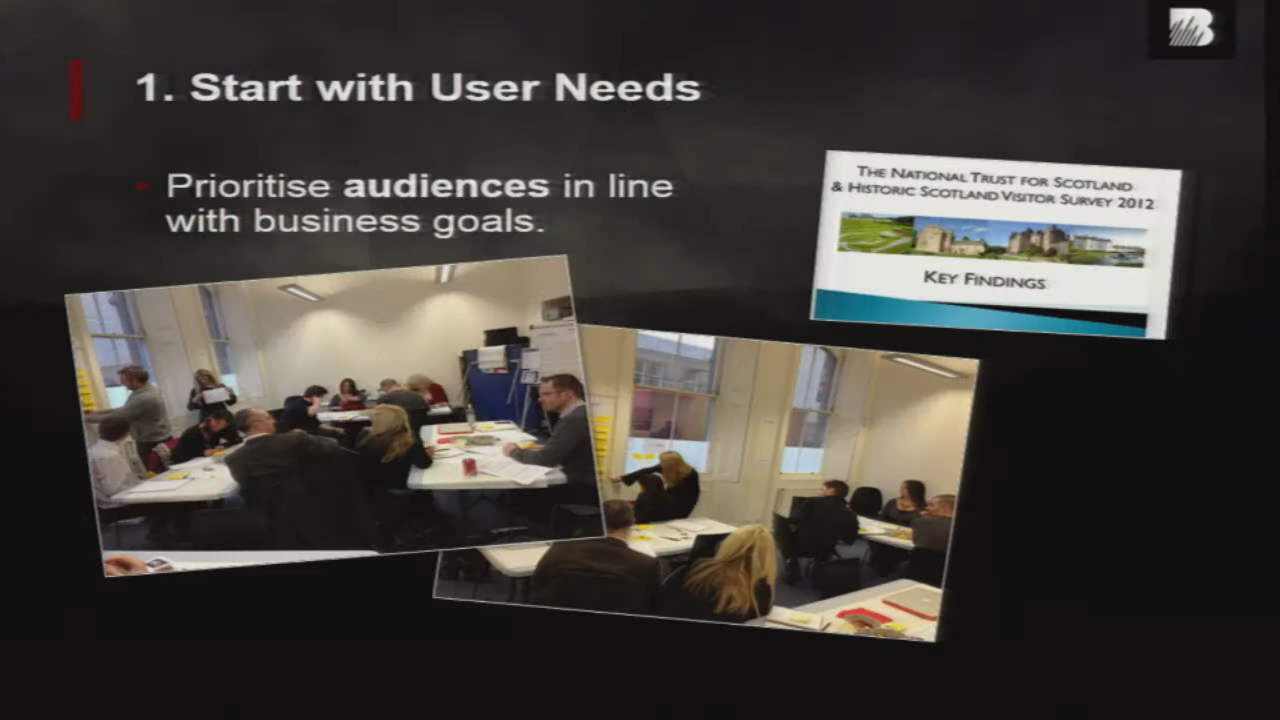 B
1. Start with User Needs
- Prioritise audiences in line
with business goals.
THE NATIONAL TRUST FOR SCOTLAND
& HISTORIC SCOTLAND VISITOR SURVEY 2012
KEY FINDINGS